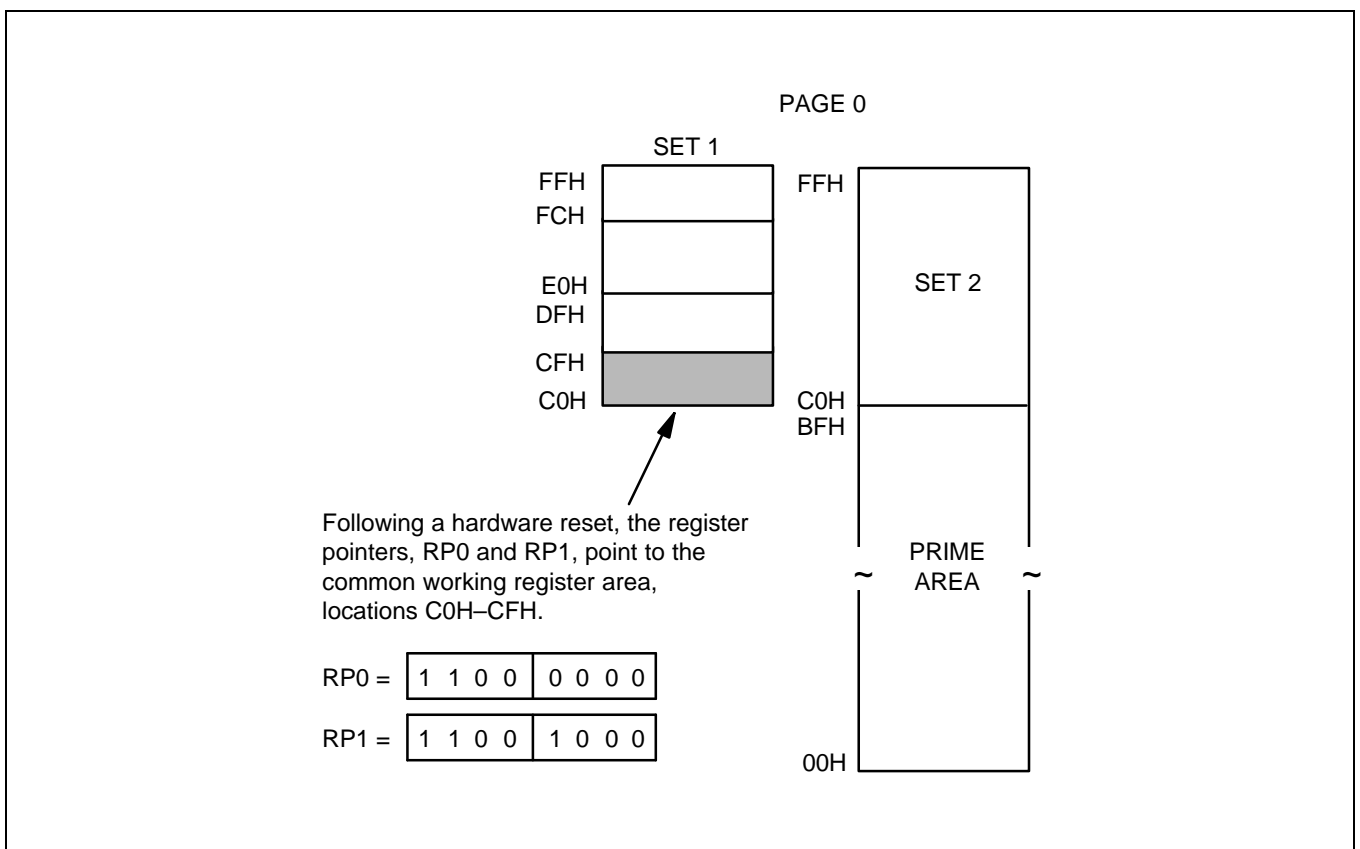 PAGE 0
SET 1
FFH
FCH
E0H
DFH
CFH
C0H
FFH
SET 2
C0H
BFH
PRIME
AREA
~ ~
00H
Following a hardware reset, the register
pointers, RP0 and RP1, point to the
common working register area,
locations C0H–CFH.
RP0 = 1 1 0 0 0 0 0 0
RP1 = 1 1 0 0 1 0 0 0